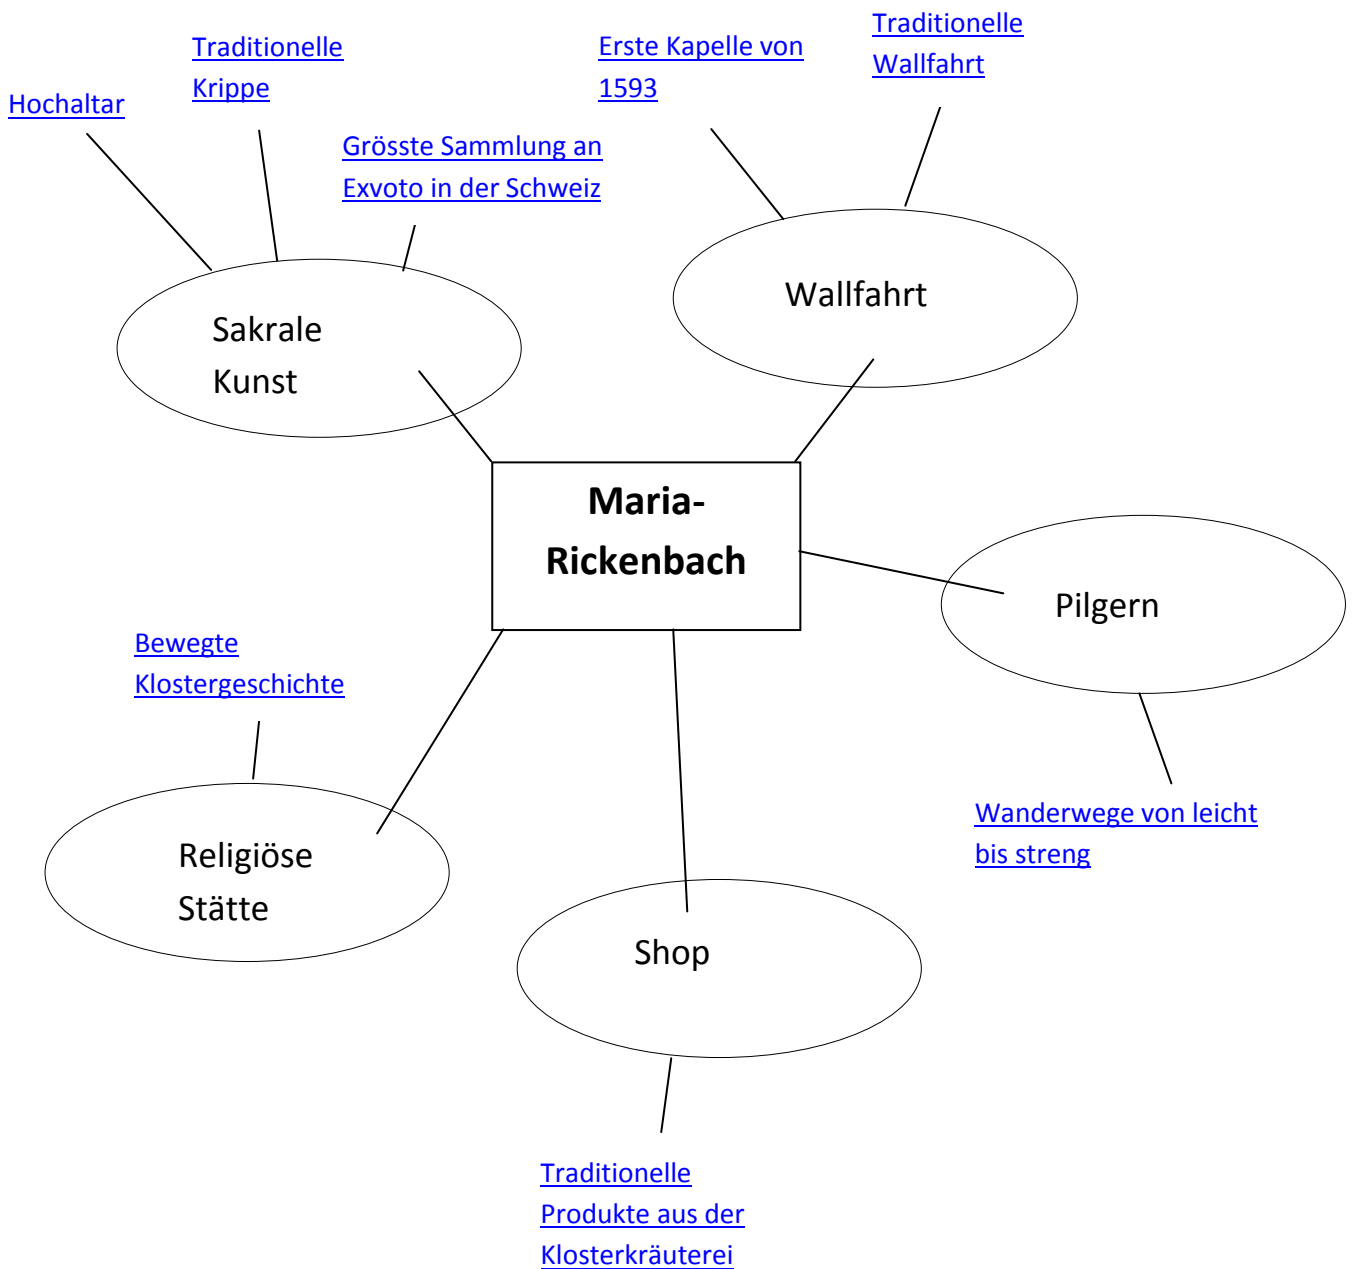 Hochaltar
Traditionelle
Krippe
Grösste Sammlung an
Exvoto in der Schweiz
Erste Kapelle von
1593
Traditionelle
Wallfahrt
Sakrale
Kunst
Wallfahrt
Maria-
Rickenbach
Pilgern
Bewegte
Klostergeschichte
Wanderwege von leicht
bis streng
Religiöse
Stätte
Shop
Traditionelle
Produkte aus der
Klosterkräuterei